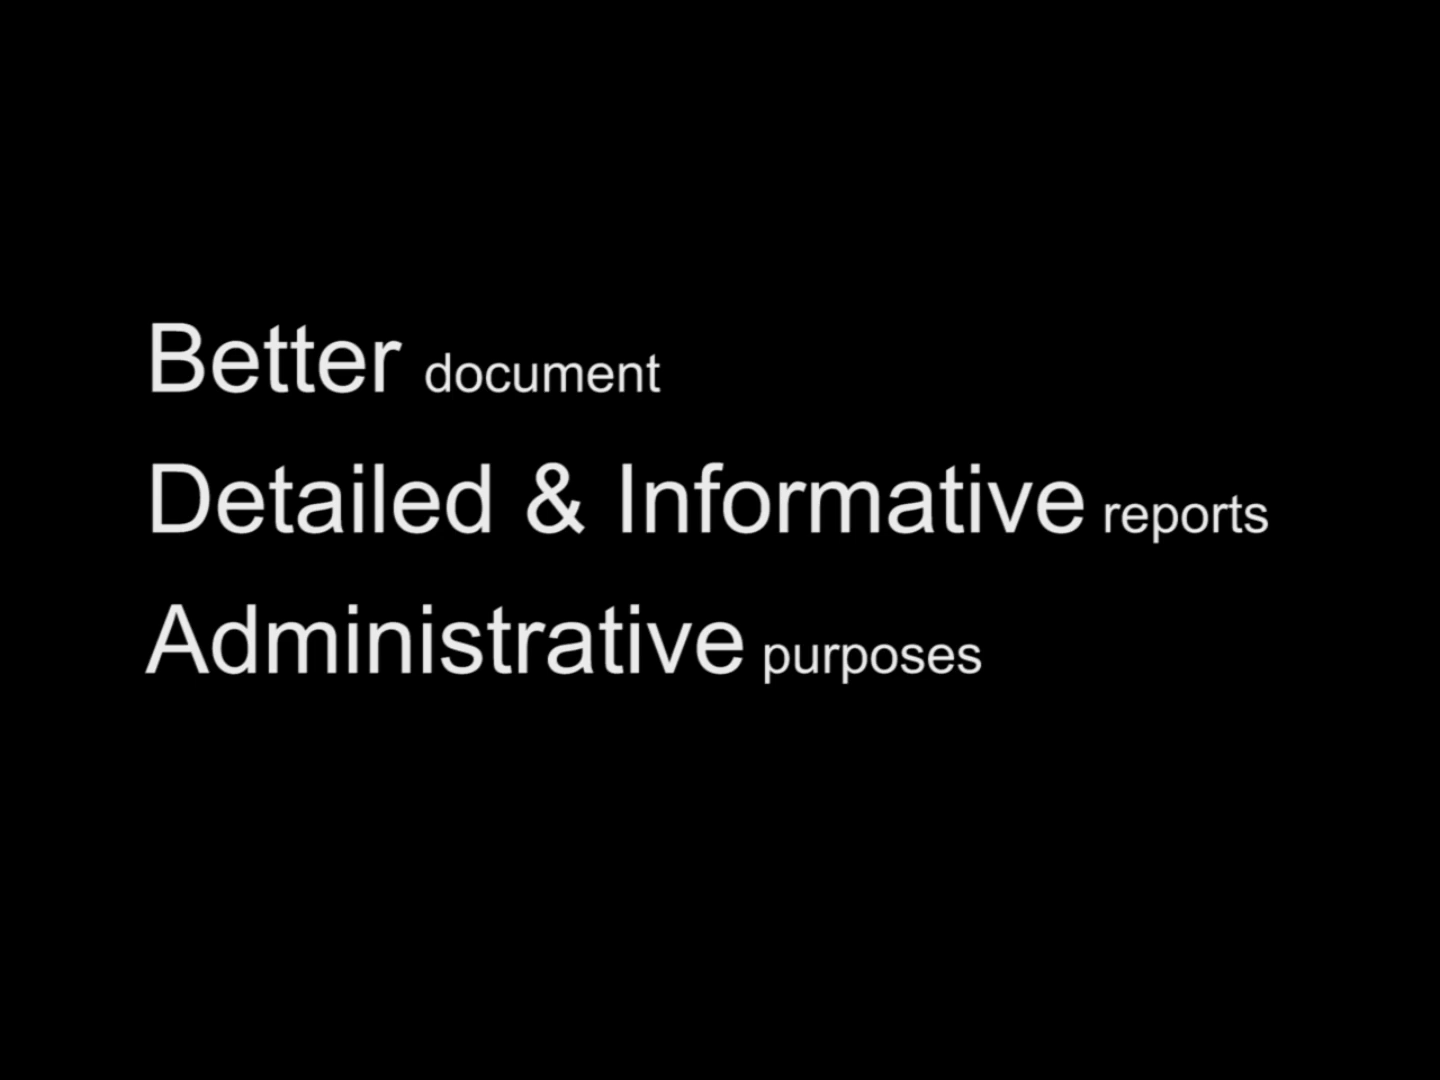 Better document
Detailed & Informative reports
Administrative purposes